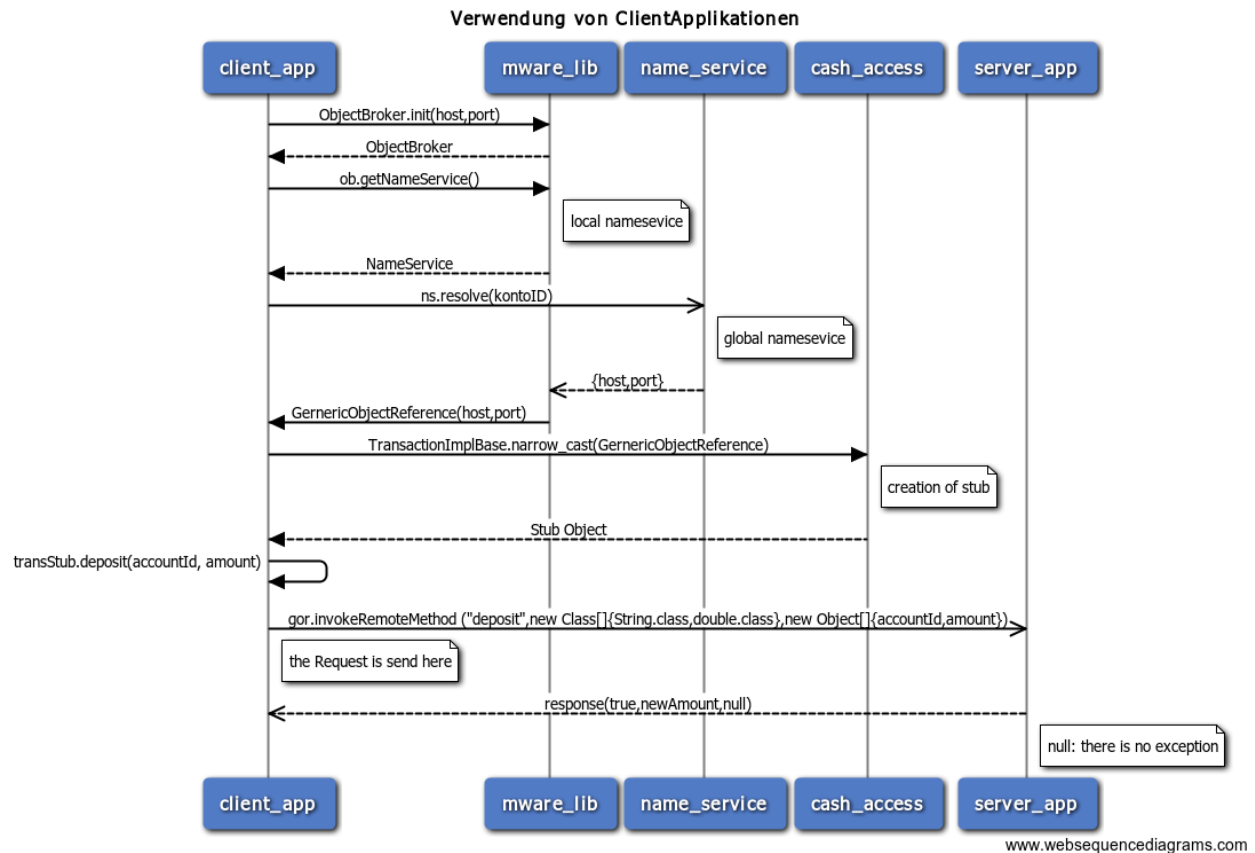 Verwendung von ClientApplikationen
client_app mware_lib name_service cash_access server_app
ObjectBroker.init(host,port)
ObjectBroker
ob.getNameService()
local namesevice
NameService
ns.resolve(kontoID)
global namesevice
{host,port}
GernericObjectReference(host,port)
TransactionImplBase.narrow_cast(GernericObjectReference)
creation of stub
Stub Object
transStub.deposit(accountId, amount)
gor.invokeRemoteMethod ("deposit",new Class[]{String.class,double.class},new Object[]{accountId,amount})
the Request is send here
response(true,newAmount,null)
null: there is no exception
client_app mware_lib name_service cash_access server_app
www.websequencediagrams.com